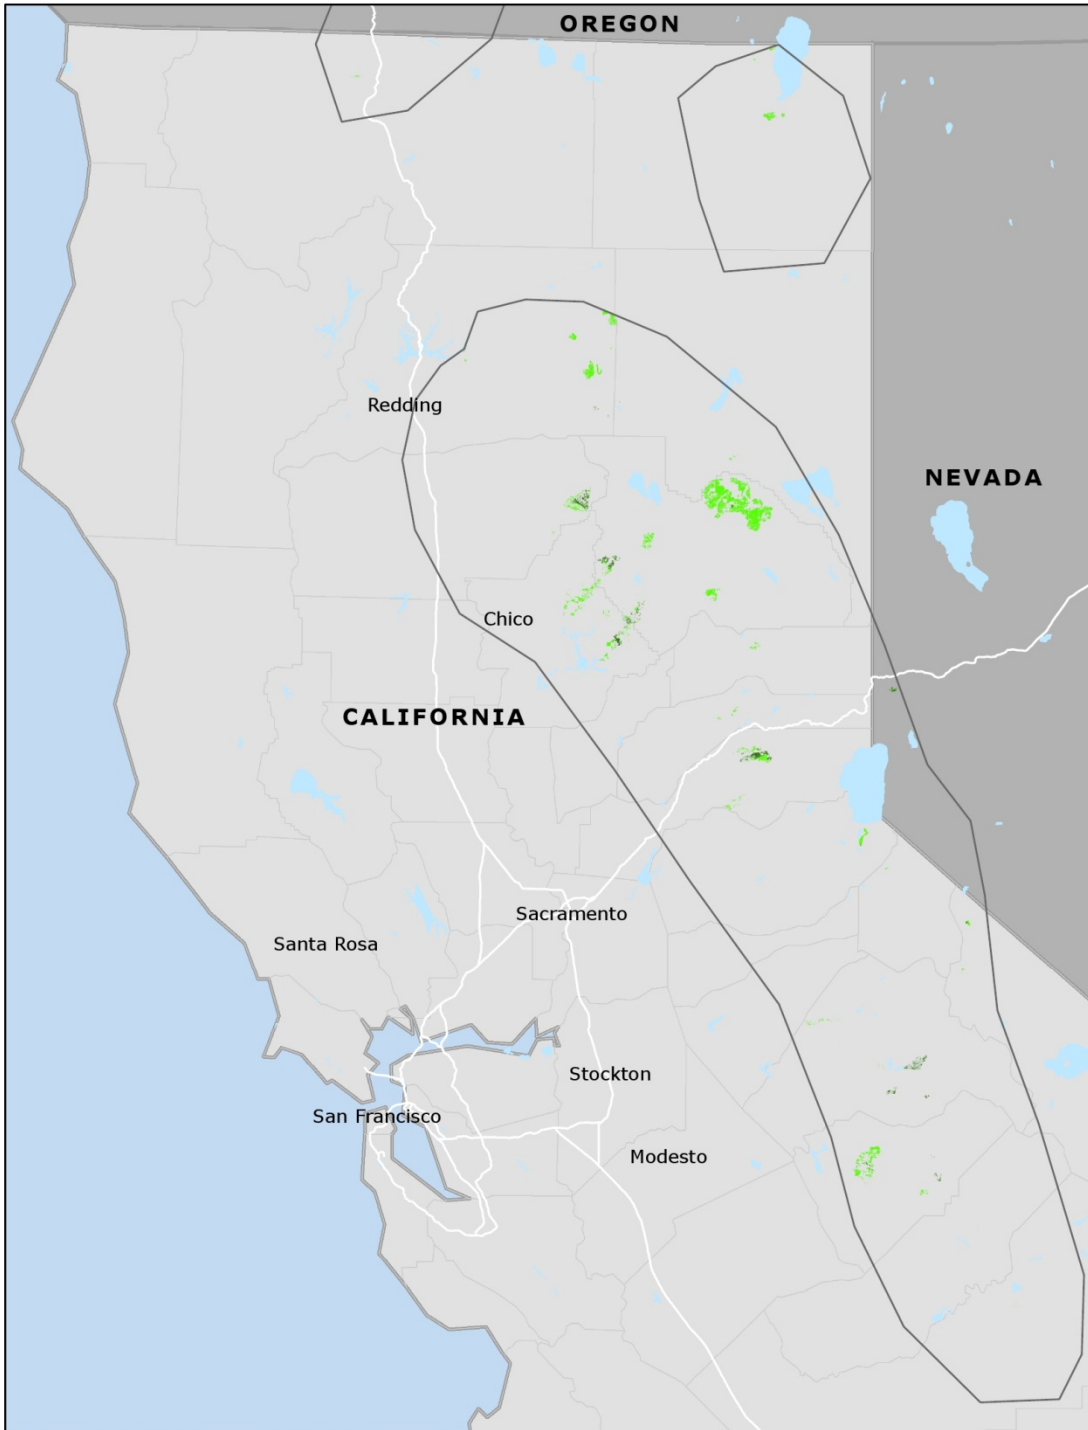 OREGON
Redding
NEVADA
Chico
CALIFORNIA
Sacramento
Santa Rosa
Stockton
San Francisco
Modesto